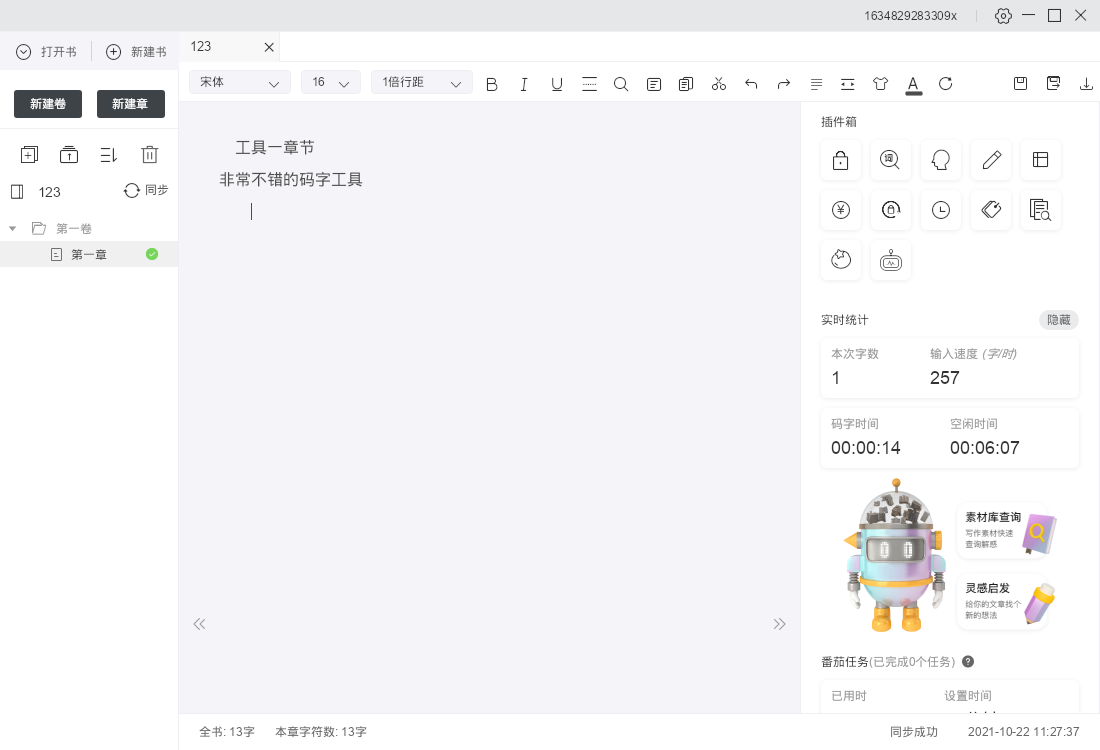 1634829283309x
打开书 新建书
123
宋体 16 1倍行距
新建卷 新建章
123 同步
第一卷
第一章
工具一章节
非常不错的码字工具
插件箱
词
实时统计 隐藏
本次字数 输入速度 (字/时)
1 257
码字时间 空闲时间
00:00:14 00:06:07
素材库查询
写作素材快速
查询解惑
灵感启发
给你的文章找个
新的想法
番茄任务(已完成0个任务) ?
已用时 设置时间
全书: 13字 本章字符数: 13字 同步成功 2021-10-22 11:27:37